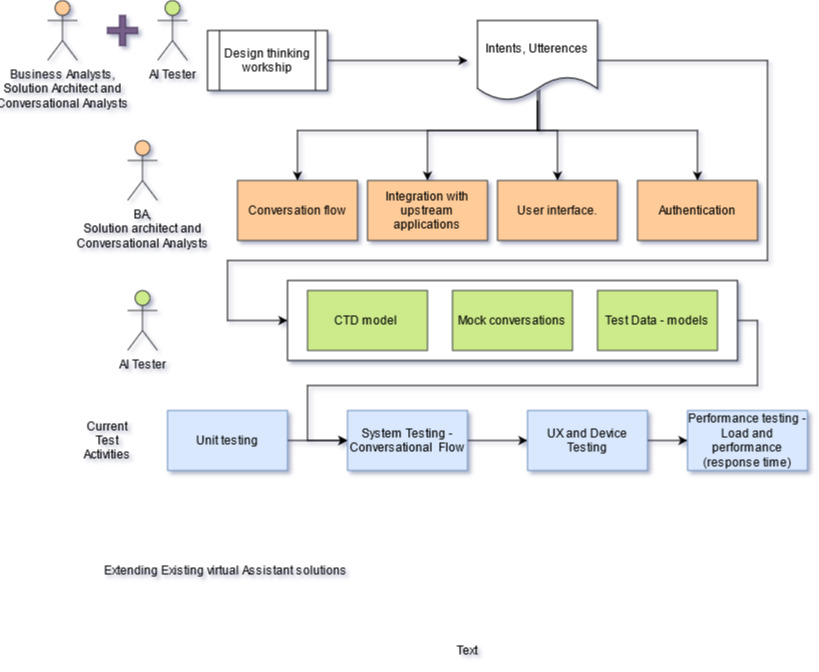 Business Analysts,
Solution Architect and
Conversational Analysts
AI Tester
Design thinking
workship
Intents, Utterences
BA,
Solution architect and
Conversational Analysts
Conversation flow
Integration with
upstream
applications
User interface.
Authentication
AI Tester
CTD model
Mock conversations
Test Data - models
Current
Test
Activities
Unit testing
System Testing -
Conversational Flow
UX and Device
Testing
Performance testing -
Load and
performance
(response time)
Extending Existing virtual Assistant solutions
Text